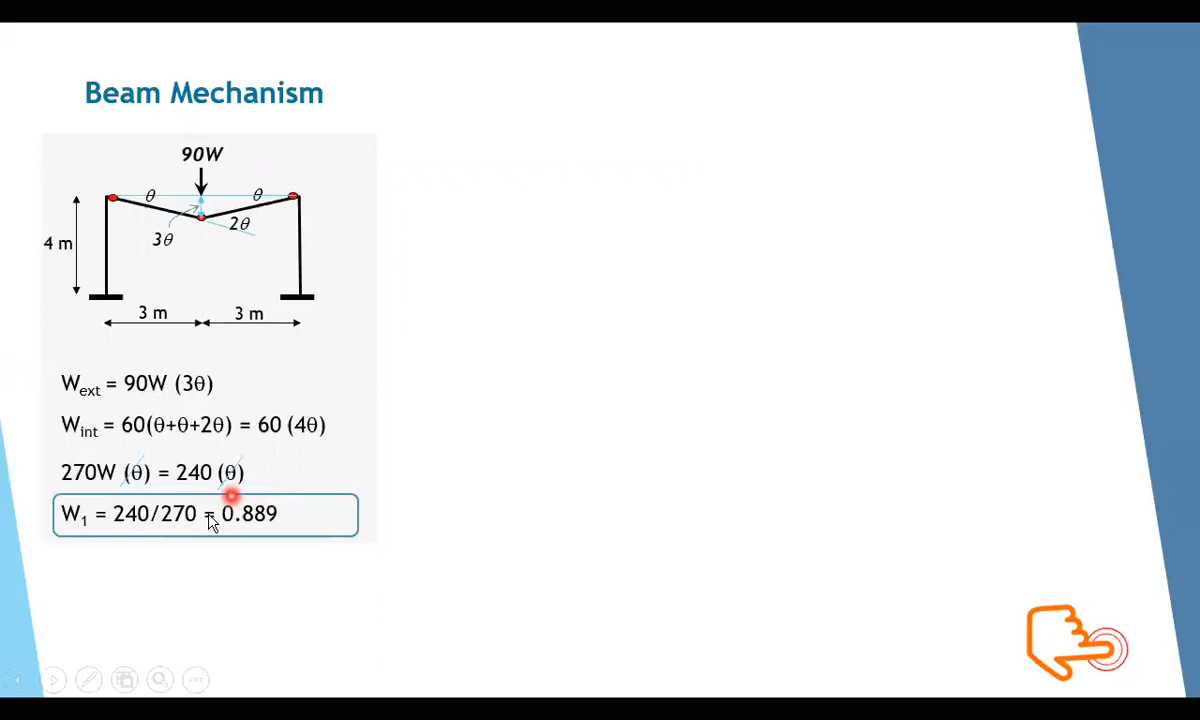 Beam Mechanism
90W
θ θ
2θ
3θ
4 m
3 m 3 m
Wext = 90W (3θ)
Wint = 60(θ+θ+2θ) = 60 (4θ)
270W (θ) = 240 (θ)
W1 = 240/270 = 0.889